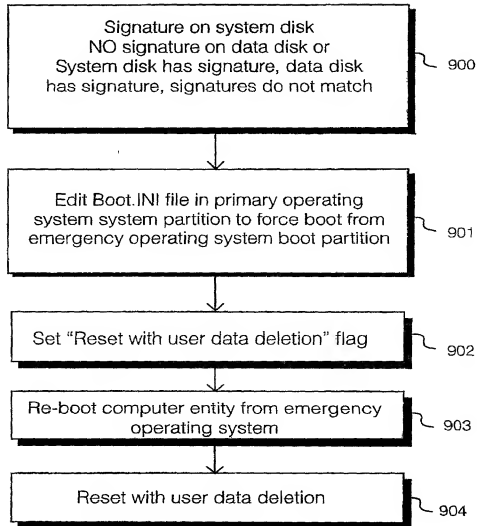 Signature on system disk
NO signature on data disk or
System disk has signature, data disk
has signature, signatures do not match
900
Edit Boot.INI file in primary operating
system system partition to force boot from
emergency operating system boot partition
901
Set “Reset with user data deletion” flag
902
Re-boot computer entity from emergency
operating system
903
Reset with user data deletion
904